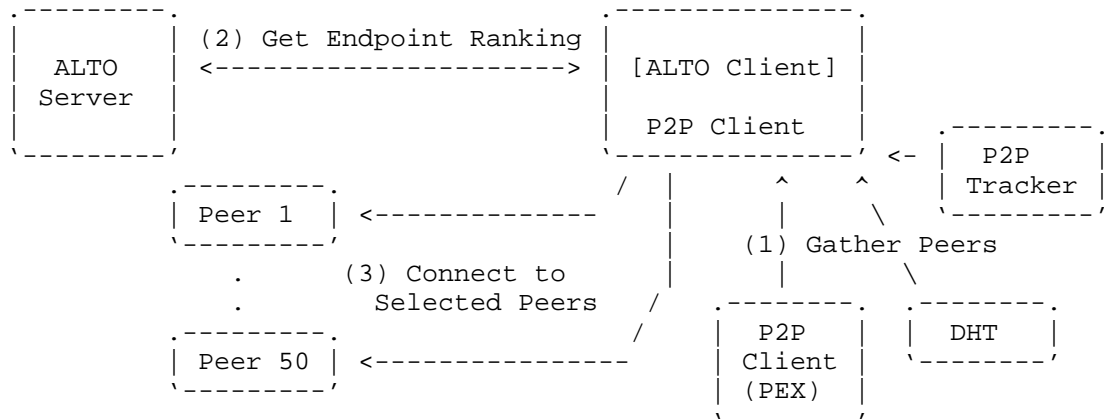 (2) Get Endpoint Ranking
ALTO
Server
[ALTO Client]
P2P Client
P2P
Tracker
Peer 1
(1) Gather Peers
(3) Connect to
Selected Peers
Peer 50
P2P
Client
(PEX)
DHT